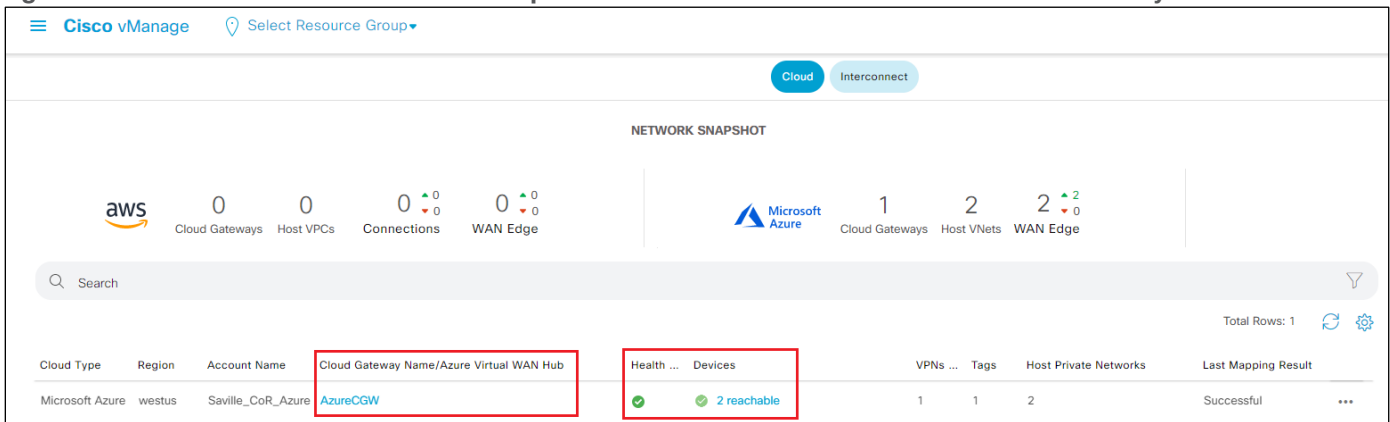 Cisco vManage Select Resource Group
Cloud Interconnect
NETWORK SNAPSHOT
aws 0 Cloud Gateways 0 Host VPCs 0 0 0 Connections 0 0 0 WAN Edge
Microsoft Azure 1 Cloud Gateways 2 Host VNets 2 2 0 WAN Edge
Search
Total Rows: 1
Cloud Type Region Account Name Cloud Gateway Name/Azure Virtual WAN Hub Health ... Devices VPNs ... Tags Host Private Networks Last Mapping Result
Microsoft Azure westus Saville_CoR_Azure AzureCGW 2 reachable 1 1 2 Successful ...